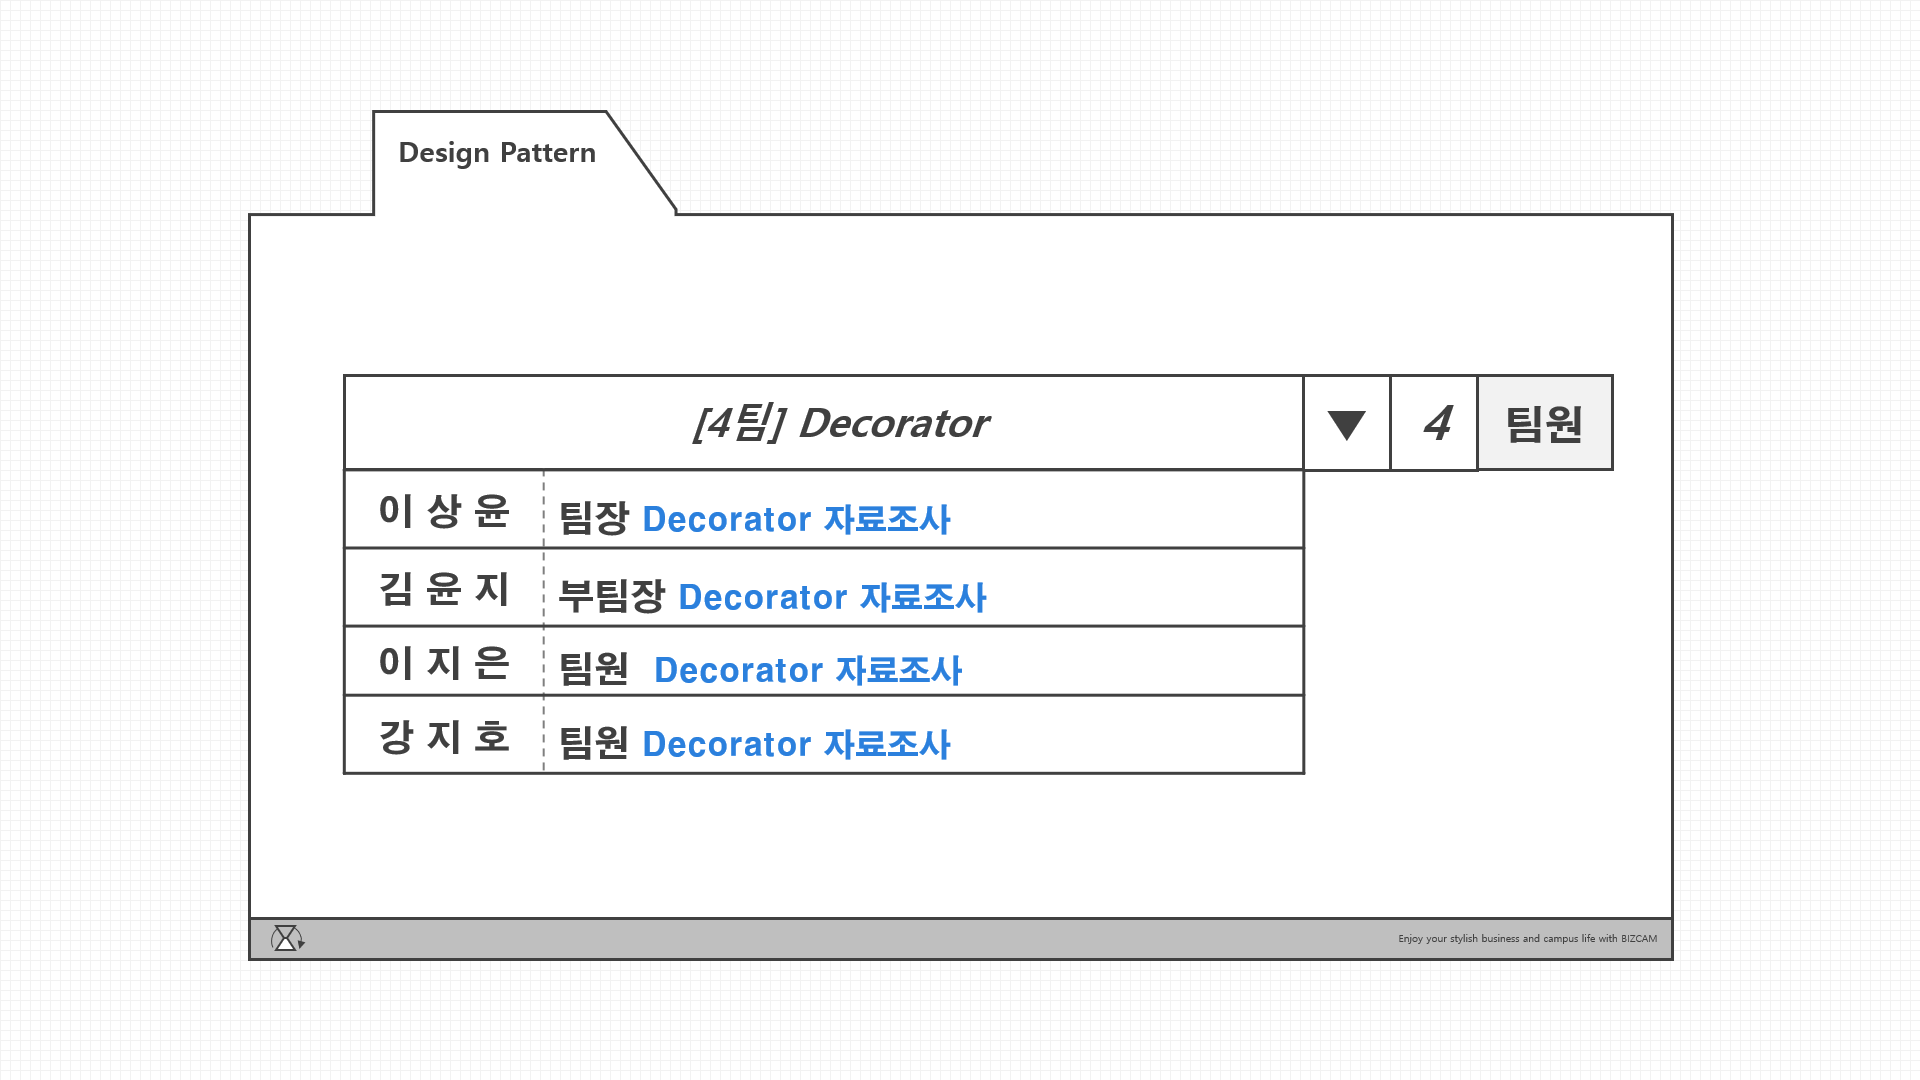 Design Pattern
[4팀] Decorator ▼ 4 팀원
이 상 윤 팀장 Decorator 자료조사
김 윤 지 부팀장 Decorator 자료조사
이 지 은 팀원 Decorator 자료조사
강 지 호 팀원 Decorator 자료조사
Enjoy your stylish business and campus life with BIZCAM